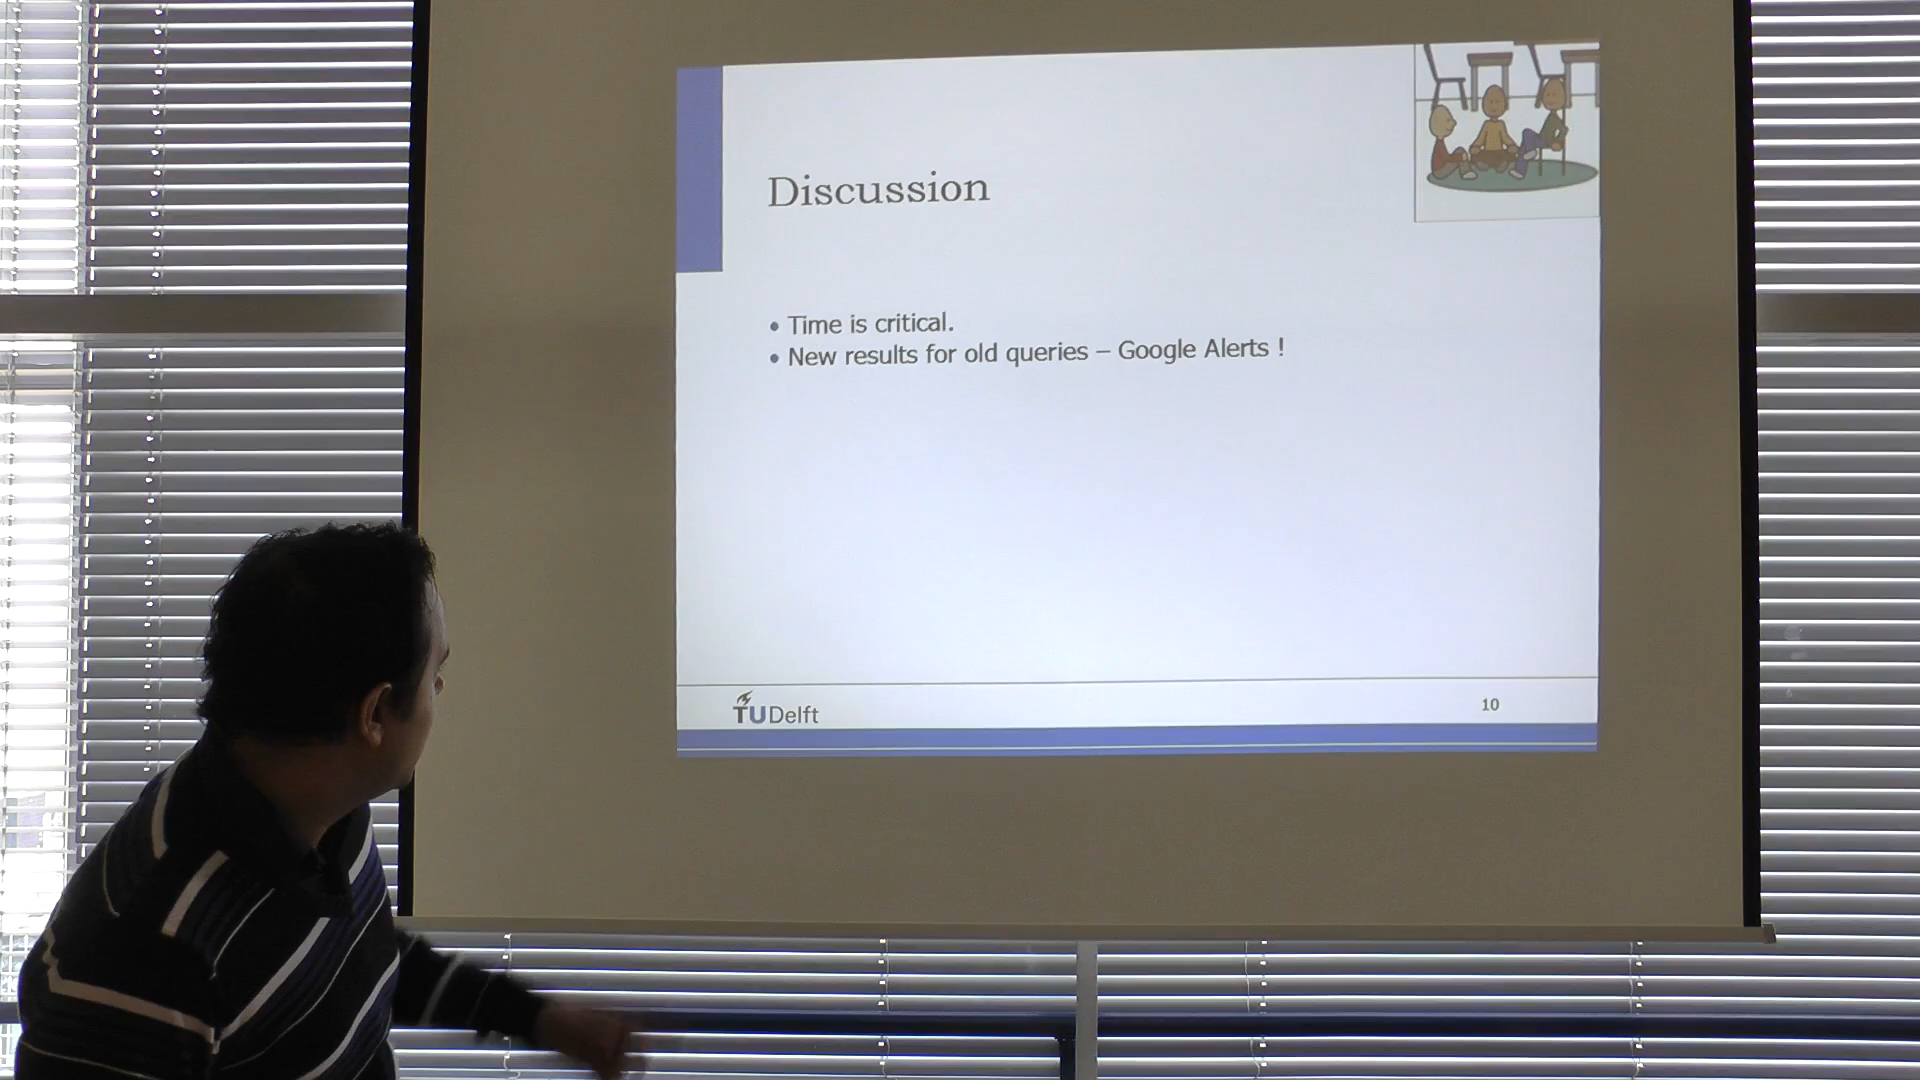 Discussion
• Time is critical.
• New results for old queries – Google Alerts !
TUDelft
10